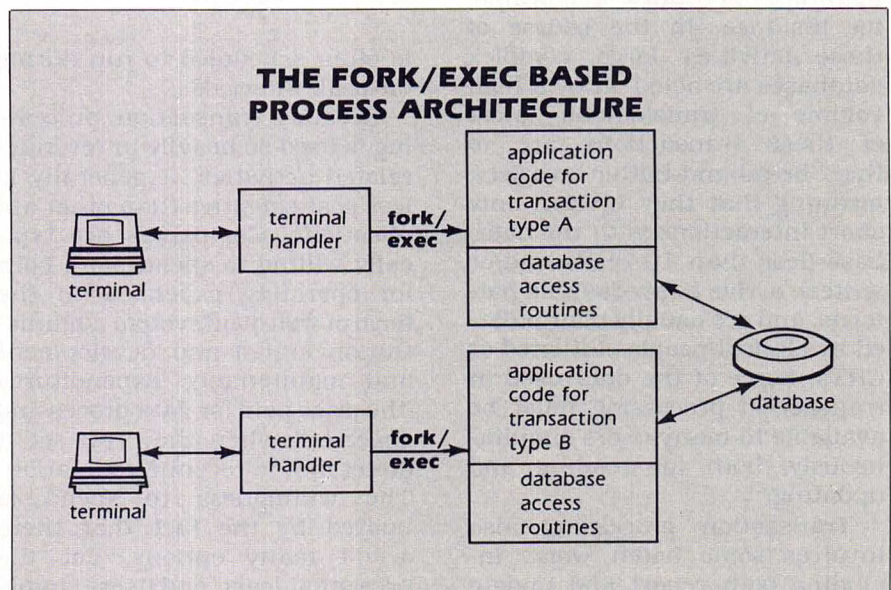 THE FORK/EXEC BASED
PROCESS ARCHITECTURE
terminal
terminal
handler
fork/
exec
application
code for
transaction
type A
database
access
routines
terminal
terminal
handler
fork/
exec
application
code for
transaction
type B
database
access
routines
database